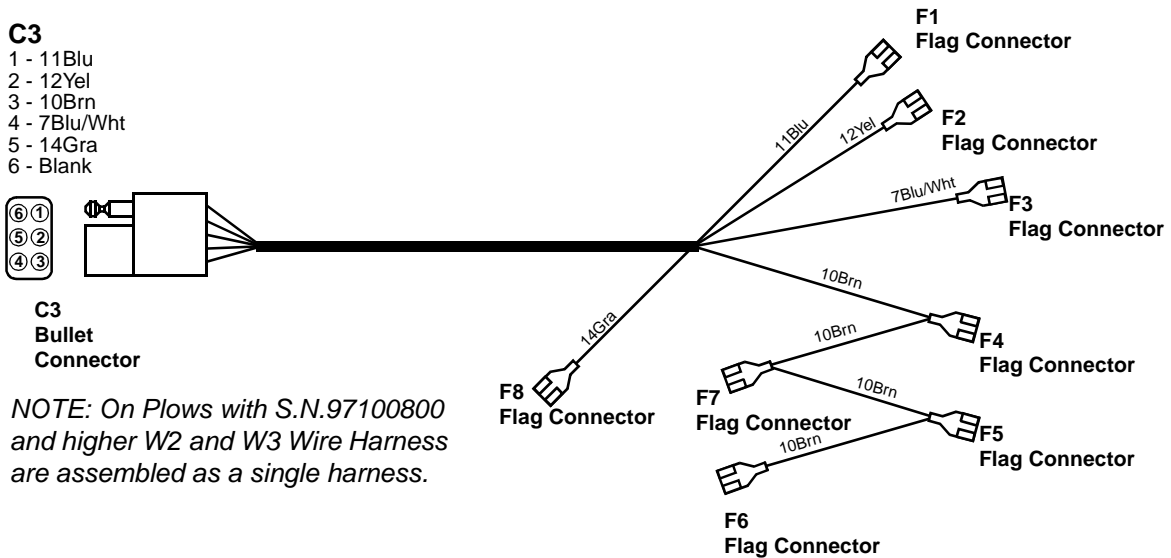 C3
1 - 11Blu
2 - 12Yel
3 - 10Brn
4 - 7Blu/Wht
5 - 14Gra
6 - Blank
6 1
5 2
4 3
C3
Bullet
Connector
NOTE: On Plows with S.N.97100800
and higher W2 and W3 Wire Harness
are assembled as a single harness.
F1
Flag Connector
11Blu
12Yel
F2
Flag Connector
7Blu/Wht
F3
Flag Connector
10Brn
F4
Flag Connector
10Brn
14Gra
F8
Flag Connector
F7
Flag Connector
10Brn
F5
Flag Connector
10Brn
F6
Flag Connector